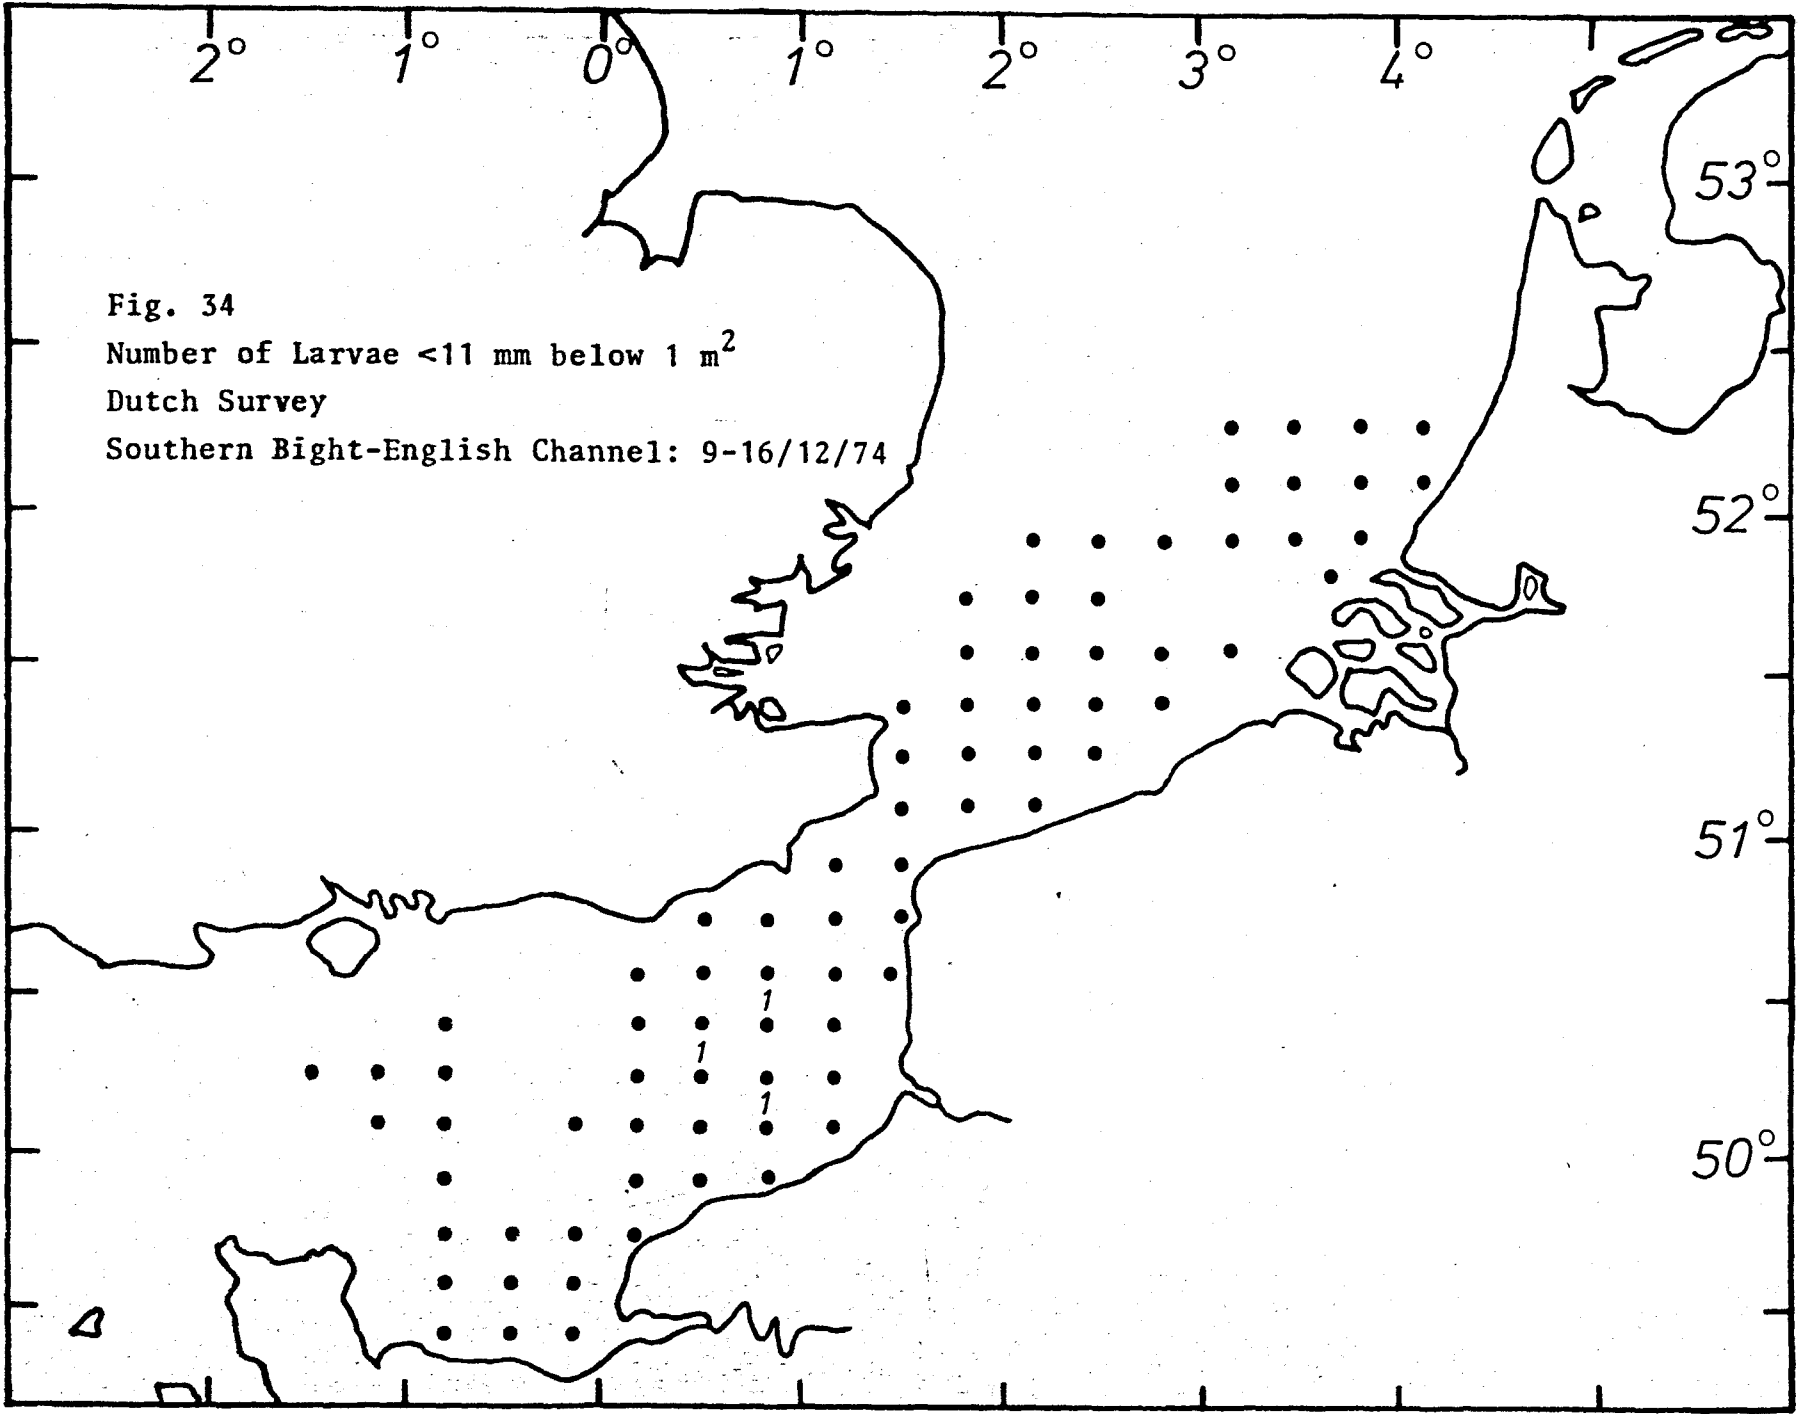 2° 1° 0° 1° 2° 3° 4°
53°
Fig. 34
Number of Larvae <11 mm below 1 m²
Dutch Survey
Southern Bight-English Channel: 9-16/12/74
52°
51°
1
1
1
50°